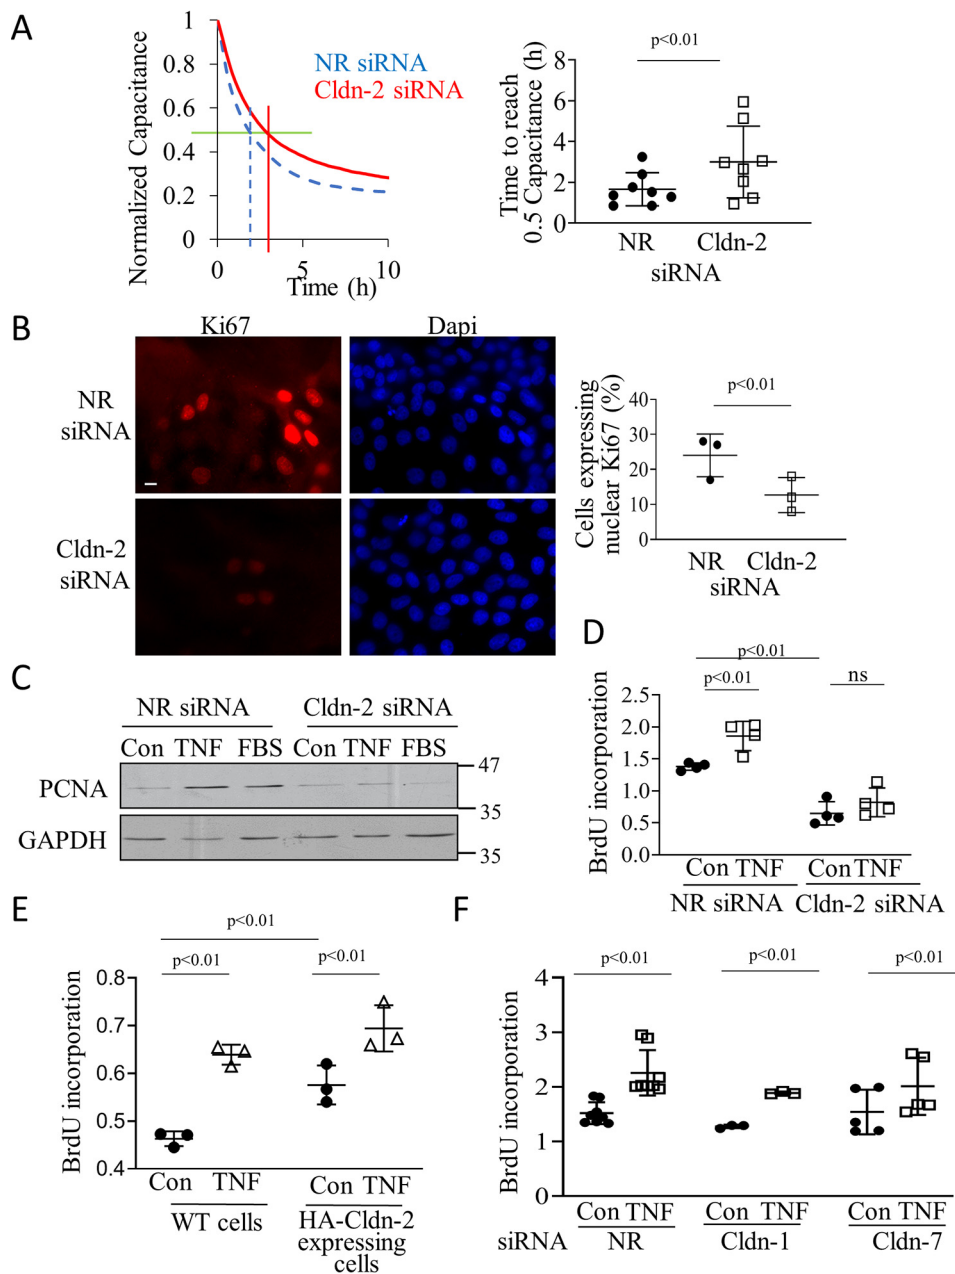 A
Normalized Capacitance
1
0.8
0.6
0.4
0.2
0
0
5
10
Time (h)
NR siRNA
Cldn-2 siRNA
p<0.01
Time to reach
0.5 Capacitance (h)
8
6
4
2
0
NR
Cldn-2
siRNA
B
Ki67
Dapi
NR
siRNA
Cldn-2
siRNA
p<0.01
Cells expressing
nuclear Ki67 (%)
40
30
20
10
0
NR
Cldn-2
siRNA
C
NR siRNA
Cldn-2 siRNA
Con TNF FBS Con TNF FBS
PCNA
47
35
GAPDH
35
D
p<0.01
p<0.01
ns
BrdU incorporation
2.5
2.0
1.5
1.0
0.5
0.0
Con TNF Con TNF
NR siRNA Cldn-2 siRNA
E
p<0.01
p<0.01
p<0.01
BrdU incorporation
0.8
0.7
0.6
0.5
0.4
Con TNF Con TNF
WT cells
HA-Cldn-2
expressing
cells
F
p<0.01
p<0.01
p<0.01
BrdU incorporation
4
3
2
1
0
Con TNF Con TNF Con TNF
siRNA NR Cldn-1 Cldn-7